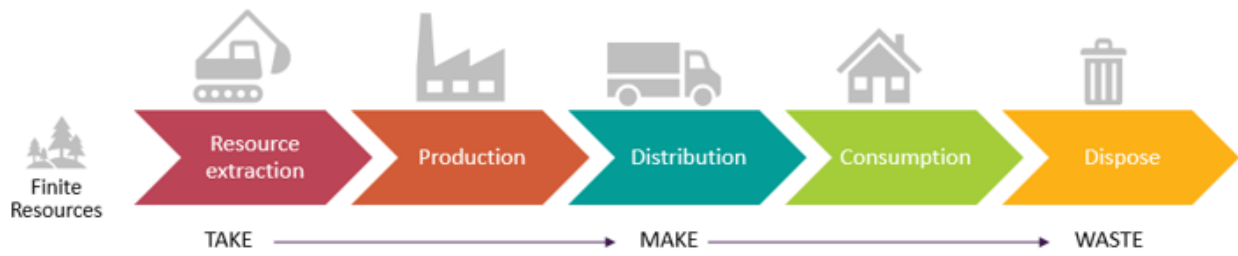 Resource
extraction
Production
Distribution
Consumption
Dispose
Finite
Resources
TAKE
MAKE
WASTE